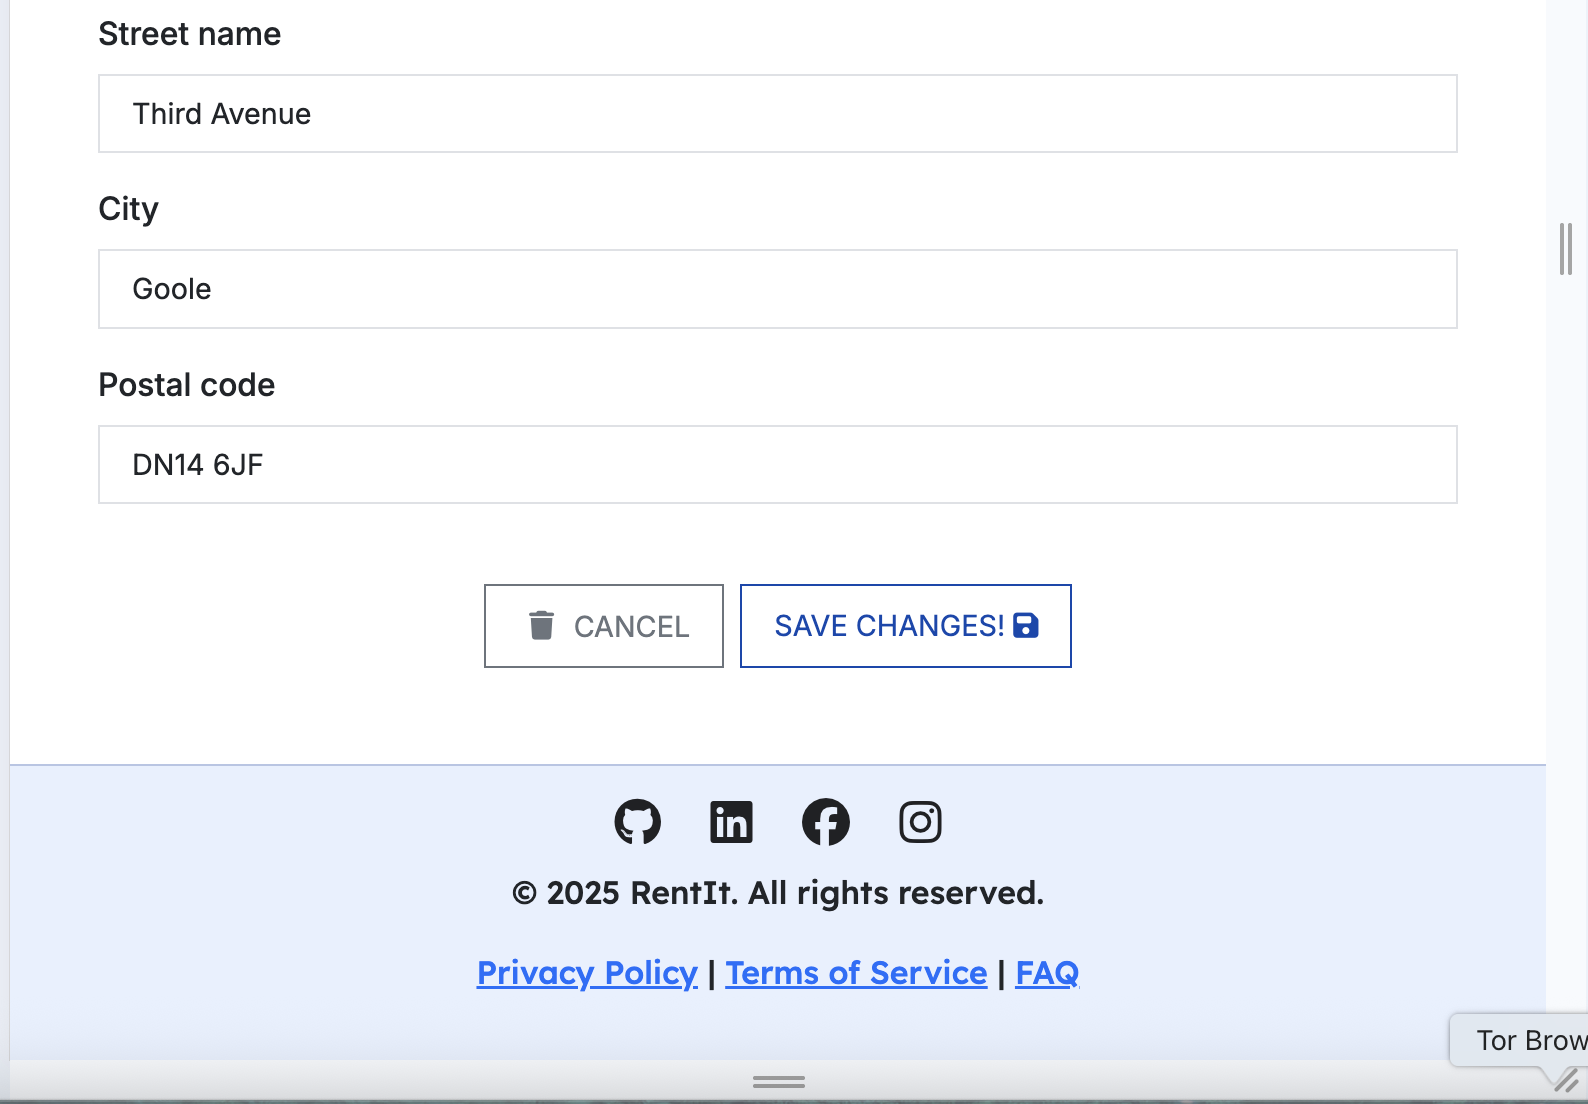 Street name
Third Avenue
City
Goole
Postal code
DN14 6JF
CANCEL SAVE CHANGES!
© 2025 RentIt. All rights reserved.
Privacy Policy | Terms of Service | FAQ
Tor Brow